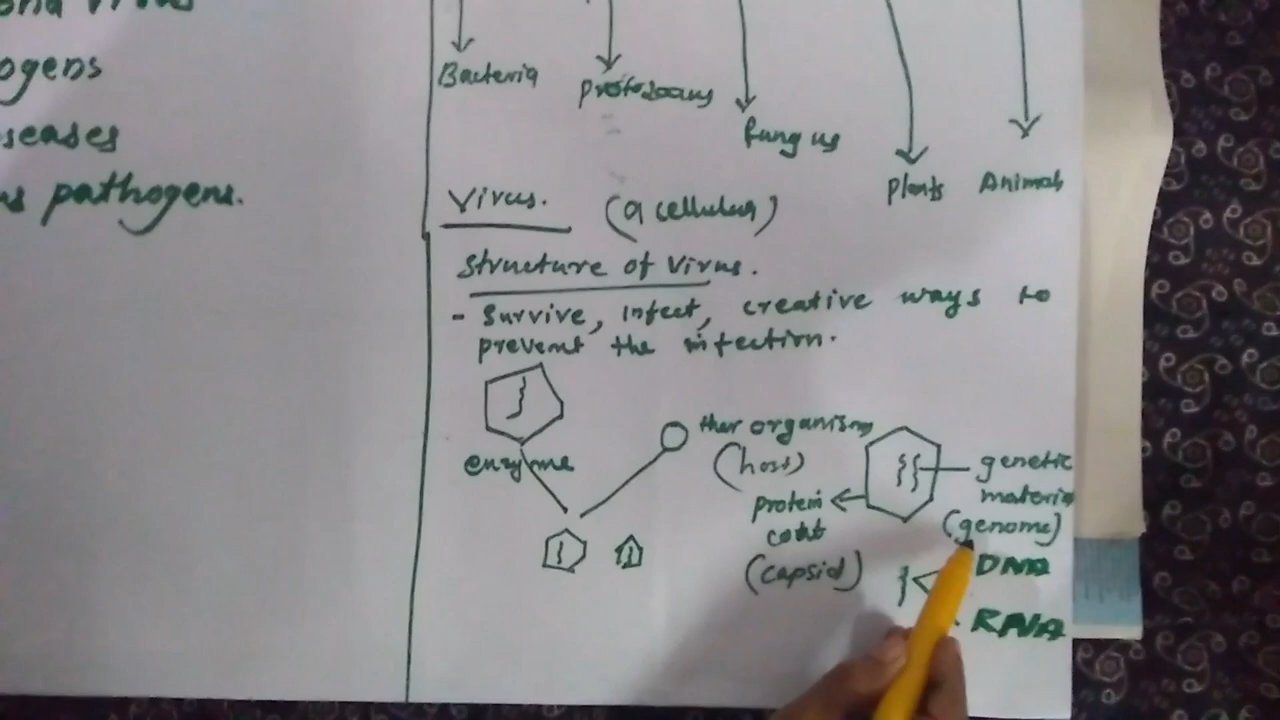 ogens
seases
pathogens.
Bacteria
protozoans
fungus
plants
Animals
Virus. (a cellular)
Structure of Virus.
- Survive, infect, creative ways to
prevent the infection.
enzyme
ther organism
(host)
protein
coat
(capsid)
genetic
materia
(genome)
DNA
RNA